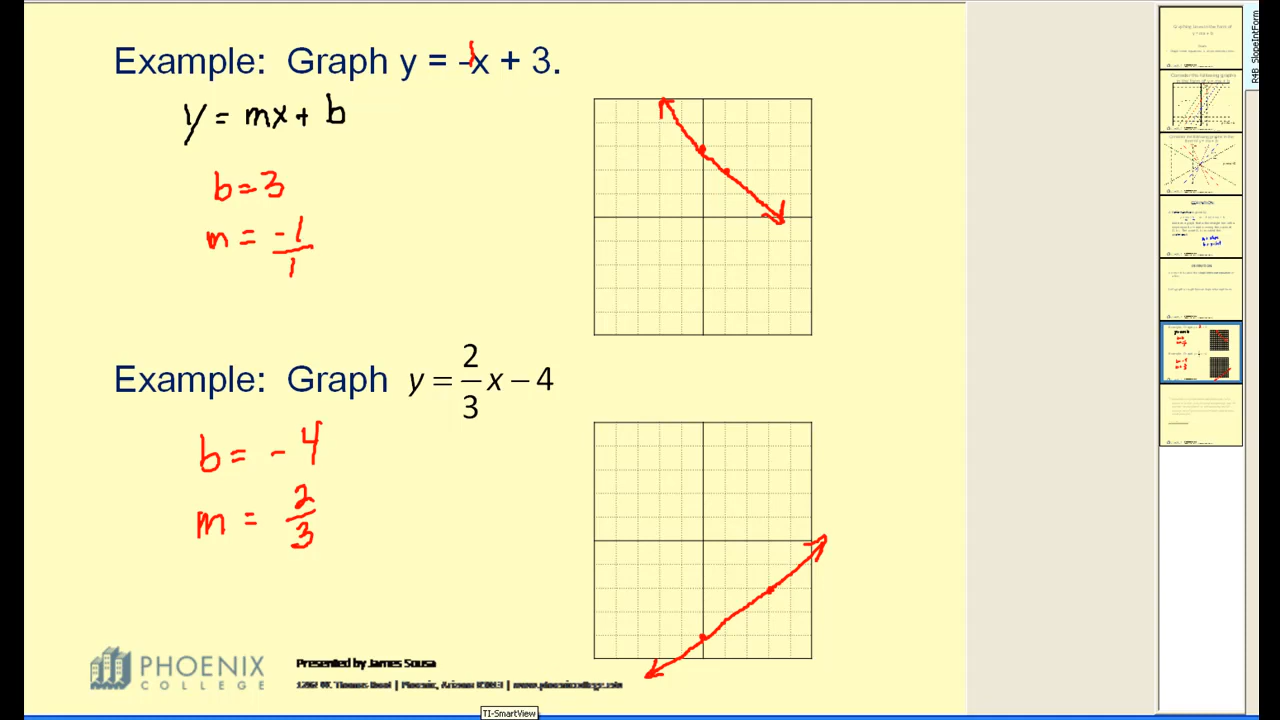 Example: Graph y = -1x + 3.
y = mx + b
b = 3
m = -1/1
Example: Graph y = 2/3 x − 4
b = - 4
m = 2/3
PHOENIX
COLLEGE
Presented by James Sousa
TI-SmartView
R4B_SlopeIntForm